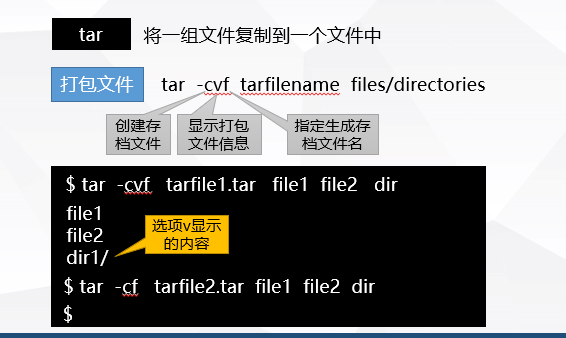 tar 将一组文件复制到一个文件中
打包文件 tar -cvf tarfilename files/directories
创建存
档文件
显示打包
文件信息
指定生成存
档文件名
$ tar -cvf tarfile1.tar file1 file2 dir
file1
file2
dir1/
选项v显示
的内容
$ tar -cf tarfile2.tar file1 file2 dir
$